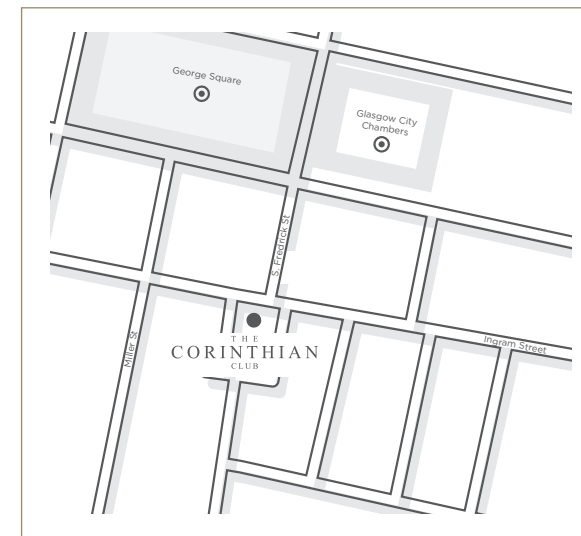 George Square
Glasgow City
Chambers
S. Fredrick St
Ingram Street
Miller St
THE
CORINTHIAN
CLUB